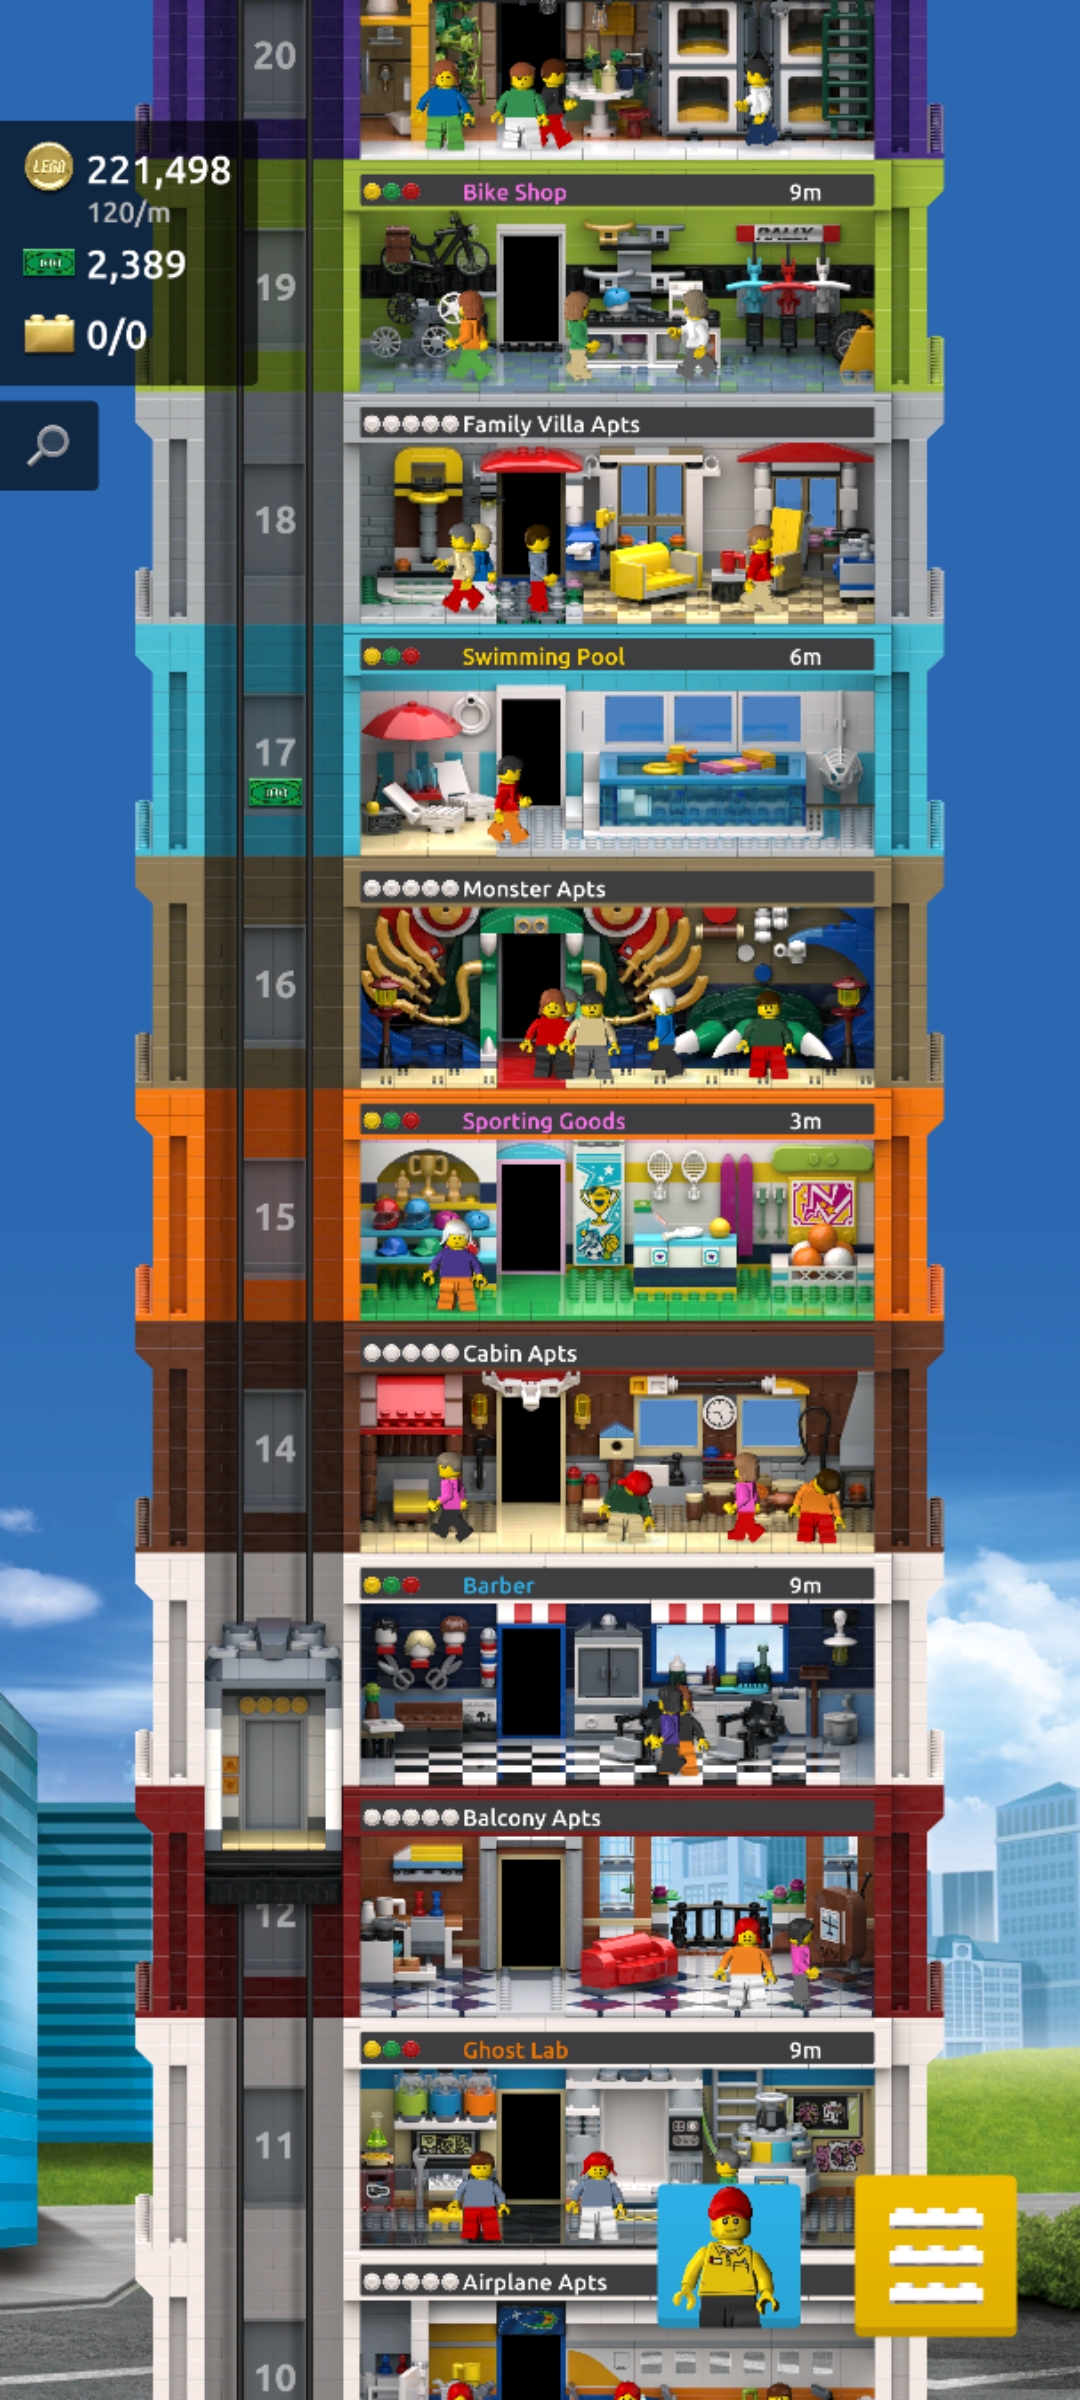 20
LEGO 221,498
120/m
2,389
0/0
Bike Shop 9m
RALLY
19
Family Villa Apts
18
Swimming Pool 6m
17
Monster Apts
16
Sporting Goods 3m
15
Cabin Apts
14
Barber 9m
Balcony Apts
12
Ghost Lab 9m
11
Airplane Apts
10